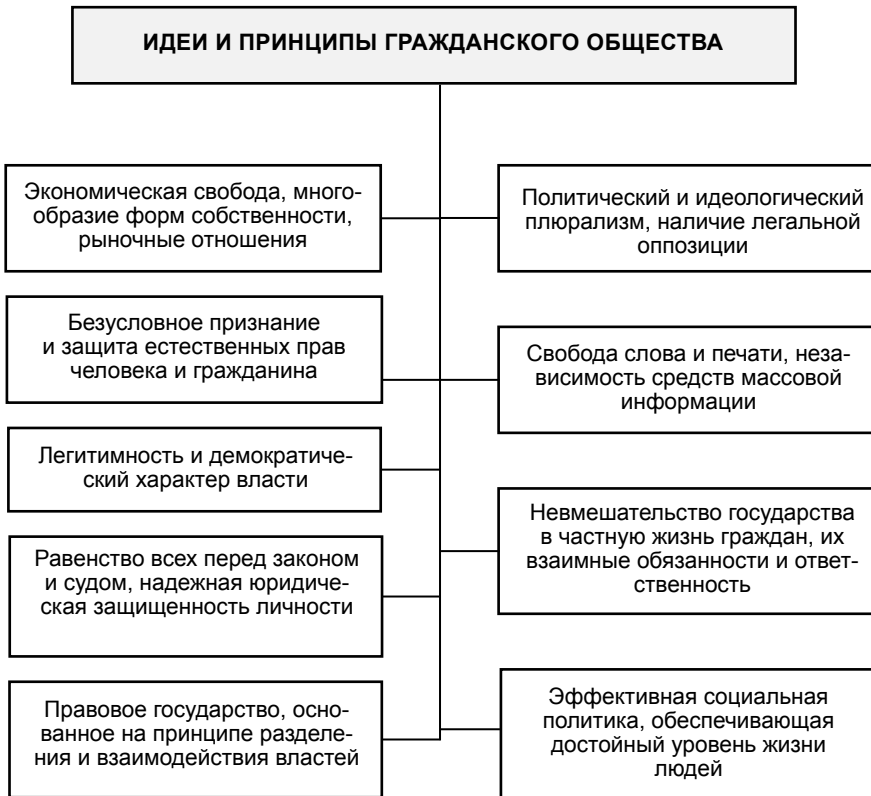 ИДЕИ И ПРИНЦИПЫ ГРАЖДАНСКОГО ОБЩЕСТВА
Экономическая свобода, много-
образие форм собственности,
рыночные отношения
Безусловное признание
и защита естественных прав
человека и гражданина
Легитимность и демократиче-
ский характер власти
Равенство всех перед законом
и судом, надежная юридиче-
ская защищенность личности
Правовое государство, осно-
ванное на принципе разделе-
ния и взаимодействия властей
Политический и идеологический
плюрализм, наличие легальной
оппозиции
Свобода слова и печати, неза-
висимость средств массовой
информации
Невмешательство государства
в частную жизнь граждан, их
взаимные обязанности и ответ-
ственность
Эффективная социальная
политика, обеспечивающая
достойный уровень жизни
людей